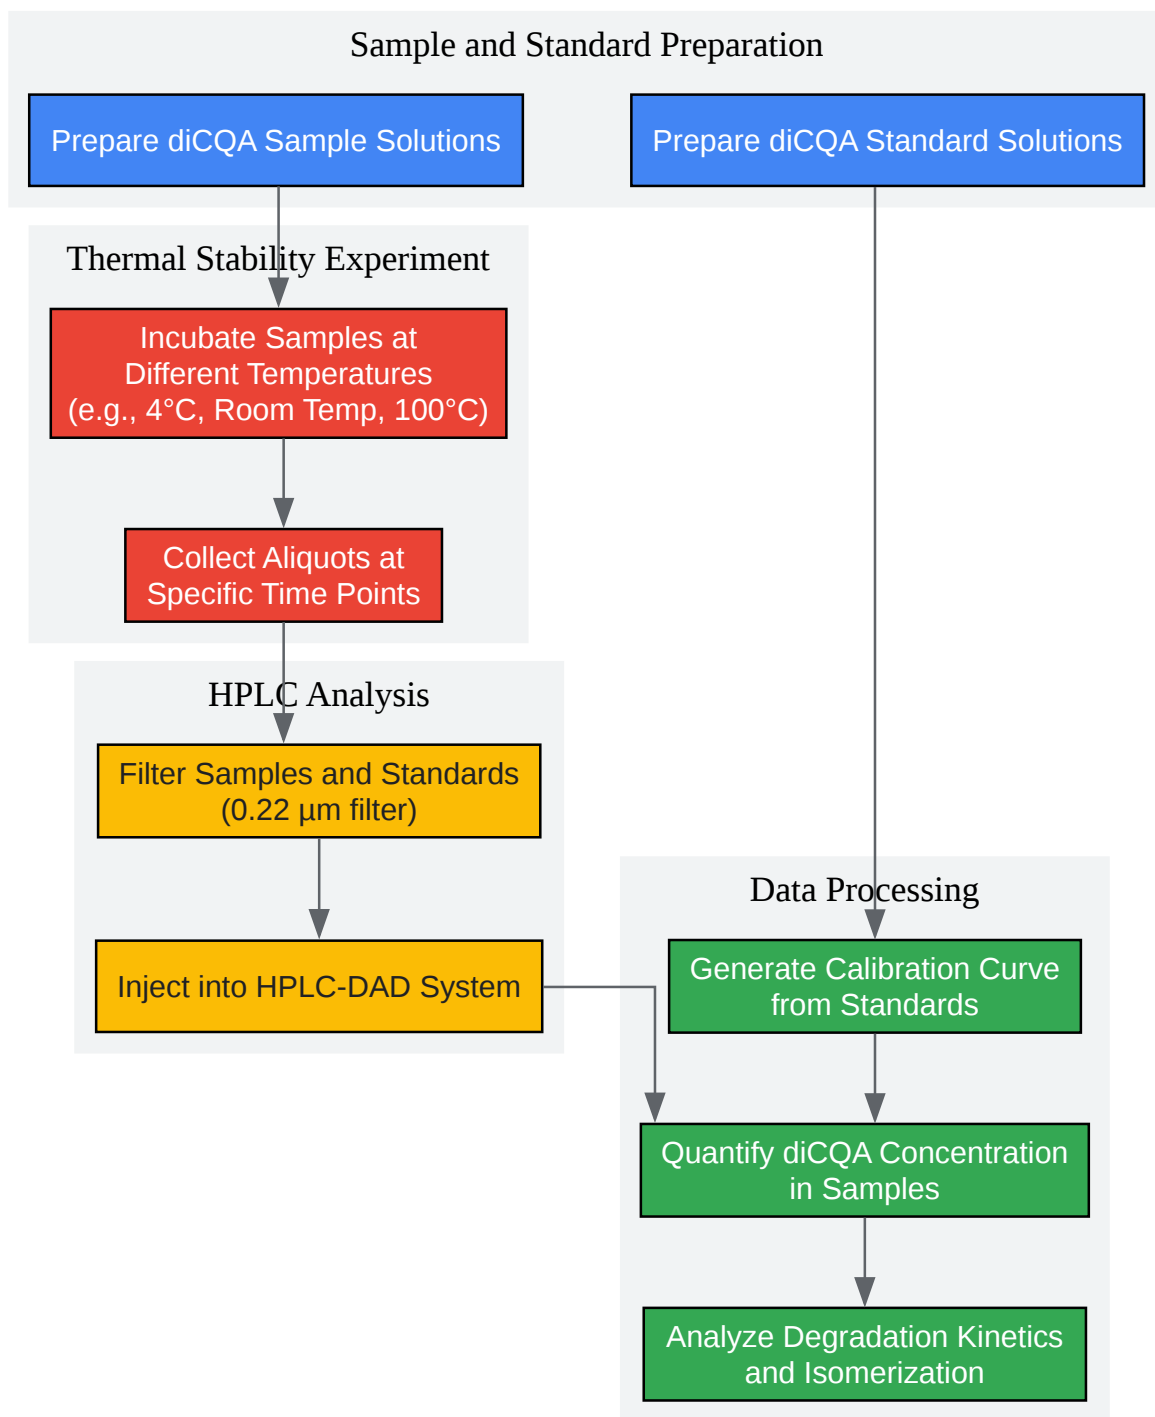 Sample and Standard Preparation
Prepare diCQA Sample Solutions
Prepare diCQA Standard Solutions
Thermal Stability Experiment
Incubate Samples at
Different Temperatures
(e.g., 4°C, Room Temp, 100°C)
Collect Aliquots at
Specific Time Points
HPLC Analysis
Filter Samples and Standards
(0.22 µm filter)
Inject into HPLC-DAD System
Data Processing
Generate Calibration Curve
from Standards
Quantify diCQA Concentration
in Samples
Analyze Degradation Kinetics
and Isomerization